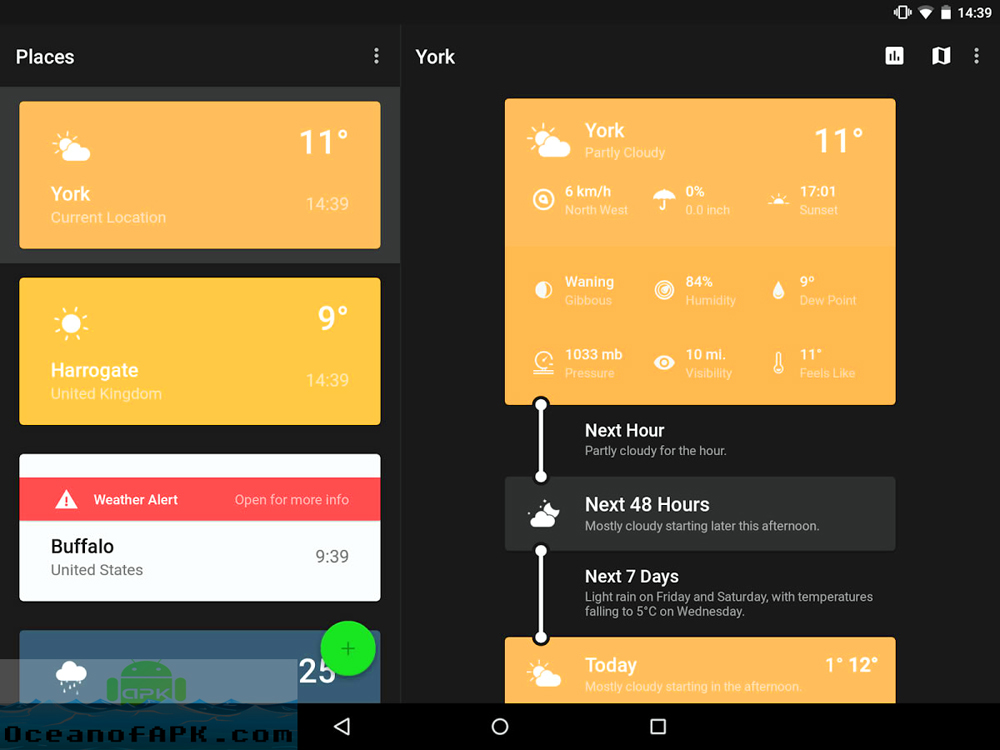 14:39
Places
York
11°
York
Current Location
14:39
9°
Harrogate
United Kingdom
14:39
Weather Alert
Open for more info
Buffalo
United States
9:39
25
APK
OceanofAPK.com
York
Partly Cloudy
11°
6 km/h
North West
0%
0.0 inch
17:01
Sunset
Waning
Gibbous
84%
Humidity
9°
Dew Point
1033 mb
Pressure
10 mi.
Visibility
11°
Feels Like
Next Hour
Partly cloudy for the hour.
Next 48 Hours
Mostly cloudy starting later this afternoon.
Next 7 Days
Light rain on Friday and Saturday, with temperatures
falling to 5°C on Wednesday.
Today
1° 12°
Mostly cloudy starting in the afternoon.